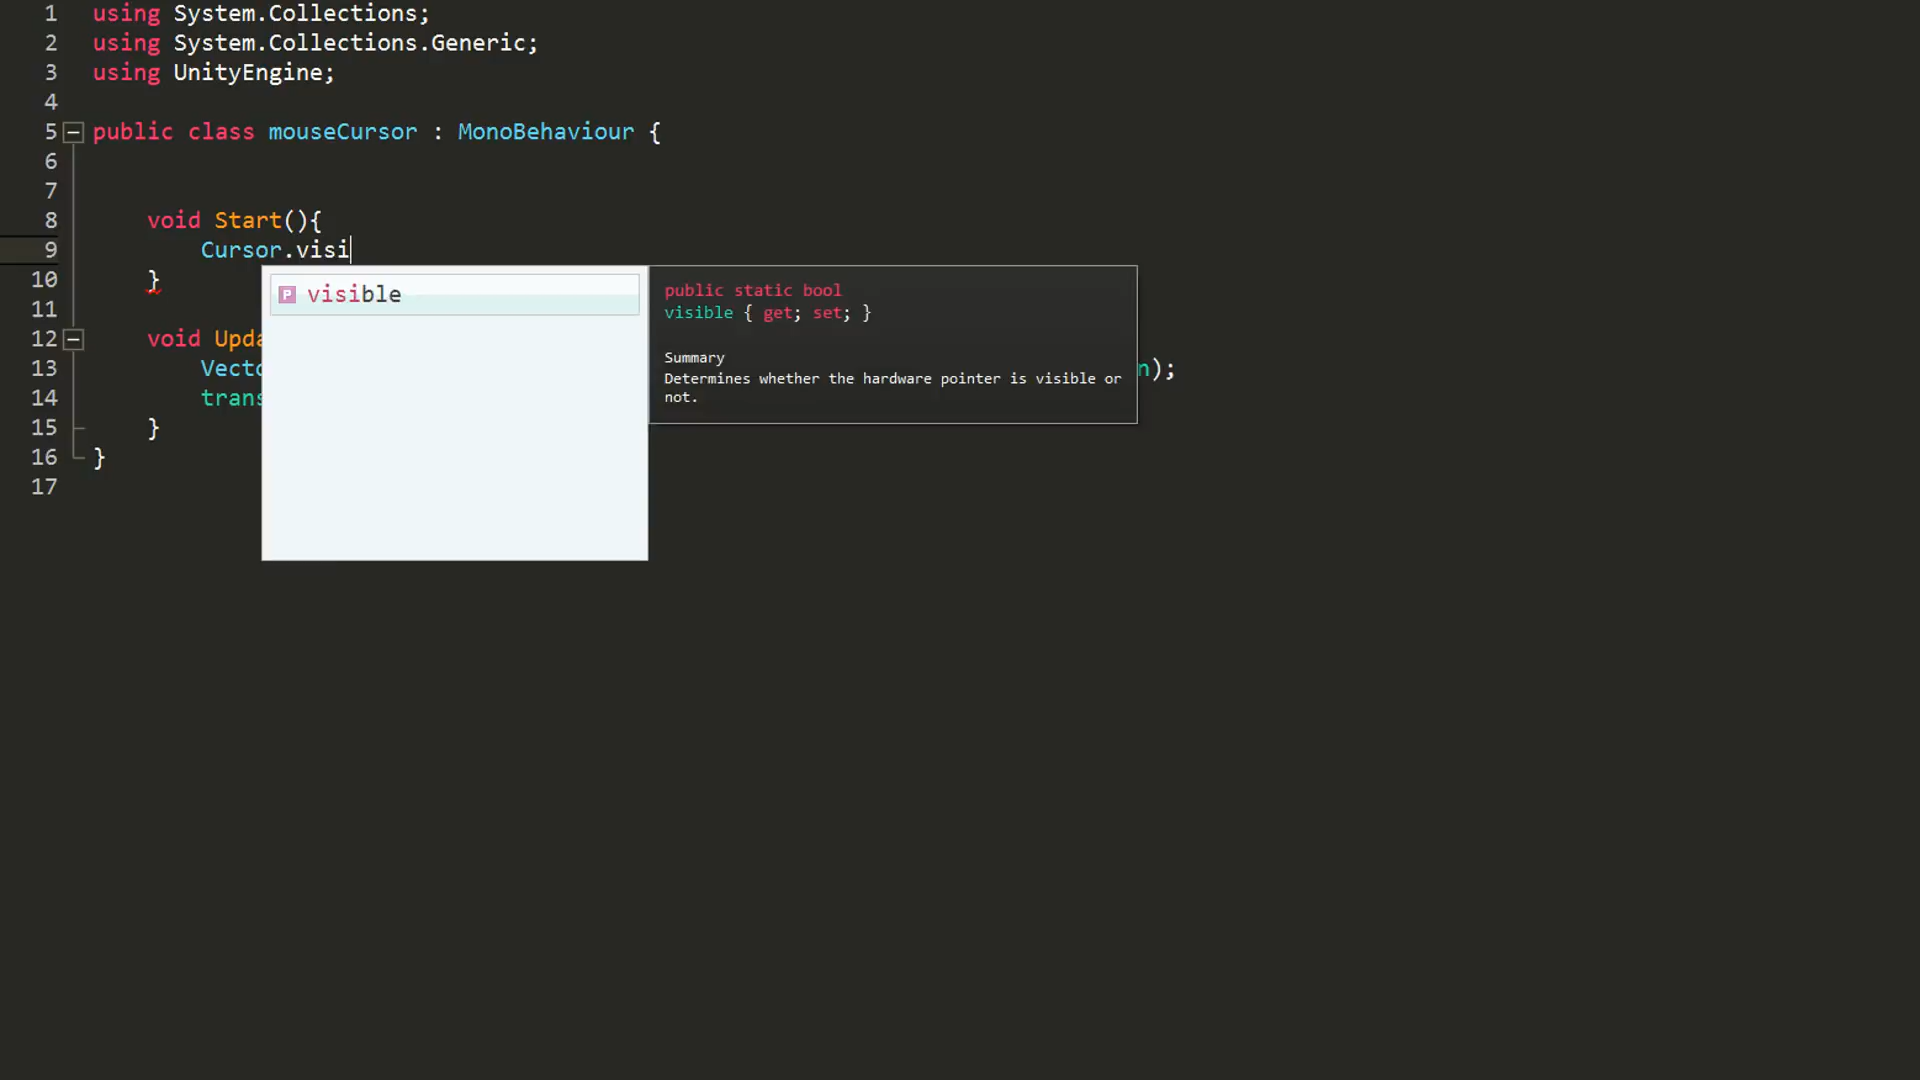 1 using System.Collections;
2 using System.Collections.Generic;
3 using UnityEngine;
4
5 public class mouseCursor : MonoBehaviour {
6
7
8 void Start(){
9 Cursor.visi
10 }
11
12 void Upda
13 Vecto n);
14 trans
15 }
16 }
17
P visible
public static bool
visible { get; set; }
Summary
Determines whether the hardware pointer is visible or
not.